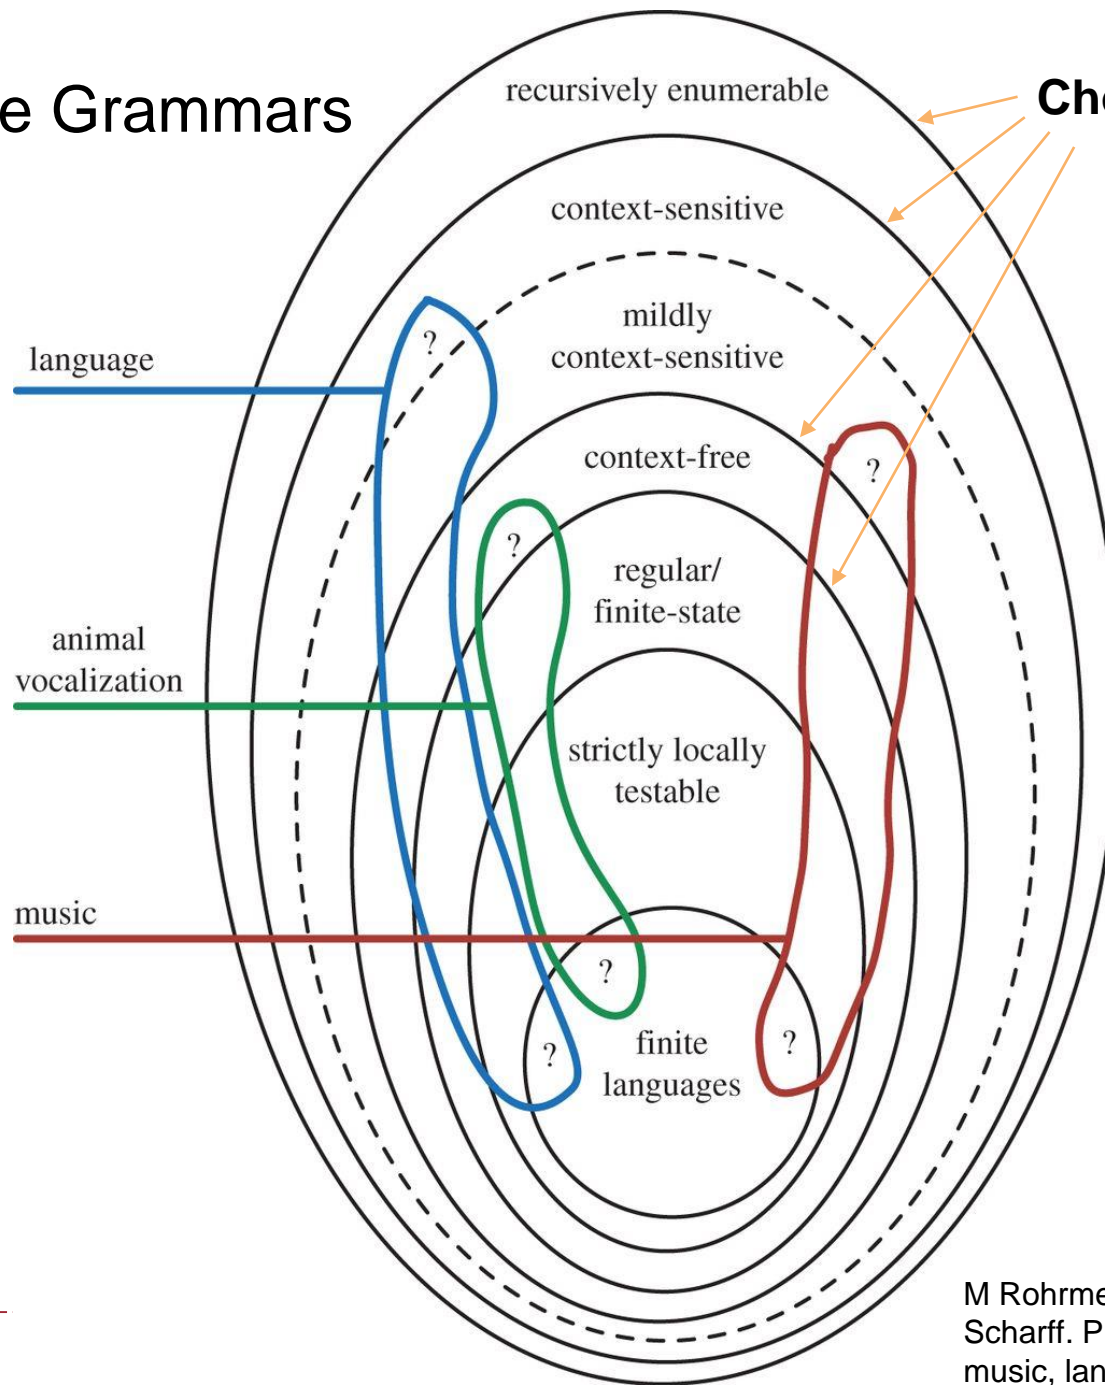 e Grammars
Cho
recursively enumerable
context-sensitive
mildly
context-sensitive
language
?
context-free
?
?
regular/
finite-state
animal
vocalization
strictly locally
testable
music
?
?
?
finite
languages
M Rohrme
Scharff. P
music, lan